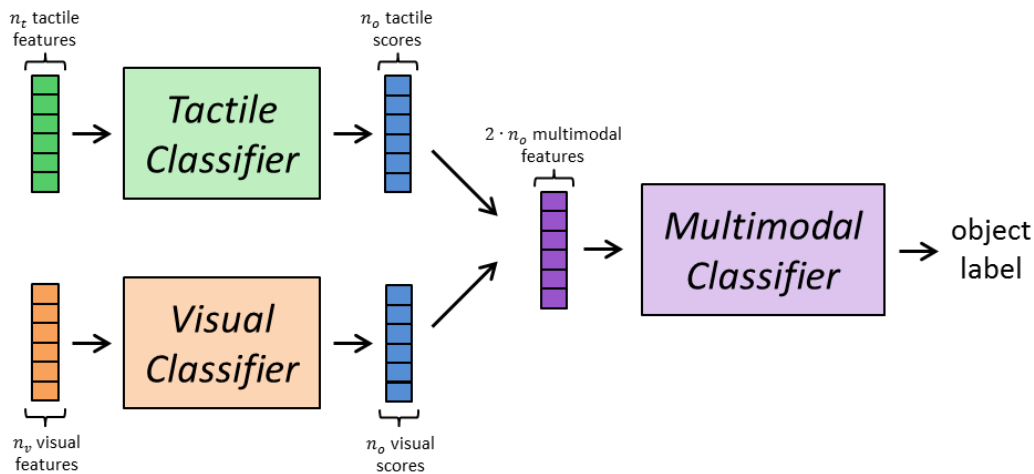 n_t tactile
features
n_o tactile
scores
Tactile
Classifier
2 · n_o multimodal
features
Multimodal
Classifier
object
label
Visual
Classifier
n_v visual
features
n_o visual
scores